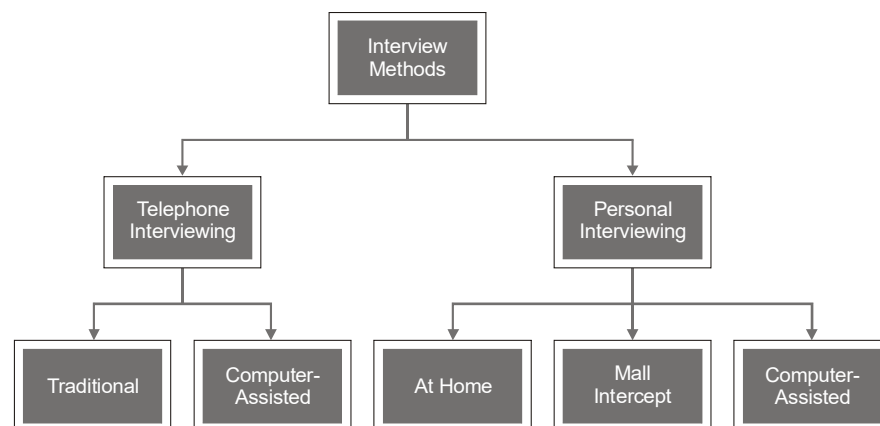 Interview
Methods
Telephone
Interviewing
Personal
Interviewing
Traditional
Computer-
Assisted
At Home
Mall
Intercept
Computer-
Assisted